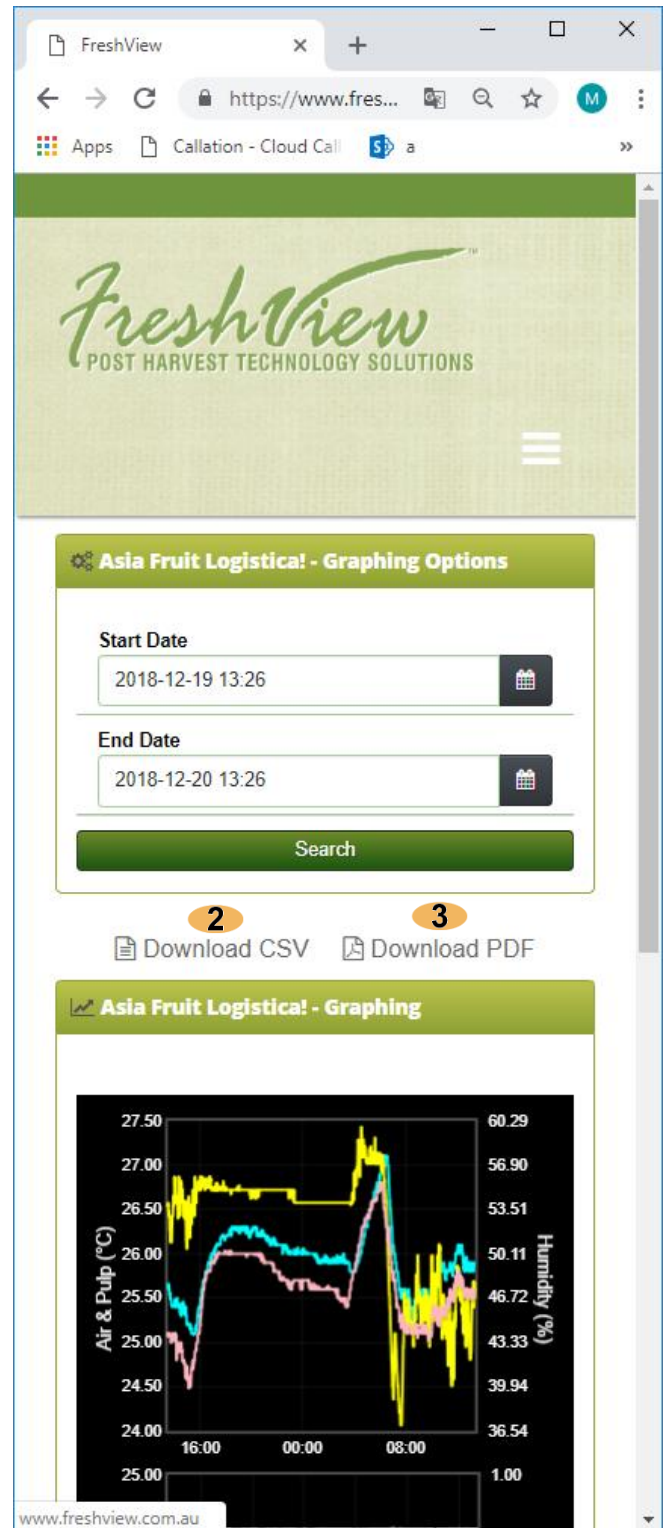 FreshView
https://www.fres...
M
Apps
Callation - Cloud Call
a
FreshView™
POST HARVEST TECHNOLOGY SOLUTIONS
Asia Fruit Logistica! - Graphing Options
Start Date
2018-12-19 13:26
End Date
2018-12-20 13:26
Search
2 3
Download CSV Download PDF
Asia Fruit Logistica! - Graphing
27.50 60.29
27.00 56.90
26.50 53.51
26.00 50.11
25.50 46.72
25.00 43.33
24.50 39.94
24.00 36.54
Air & Pulp (°C)
Humidity (%)
16:00 00:00 08:00
25.00 1.00
www.freshview.com.au